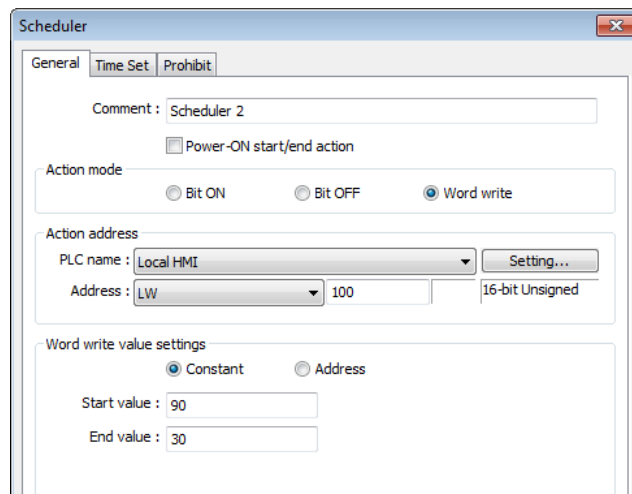 Scheduler
General Time Set Prohibit
Comment : Scheduler 2
Power-ON start/end action
Action mode
Bit ON Bit OFF Word write
Action address
PLC name : Local HMI Setting...
Address : LW 100 16-bit Unsigned
Word write value settings
Constant Address
Start value : 90
End value : 30